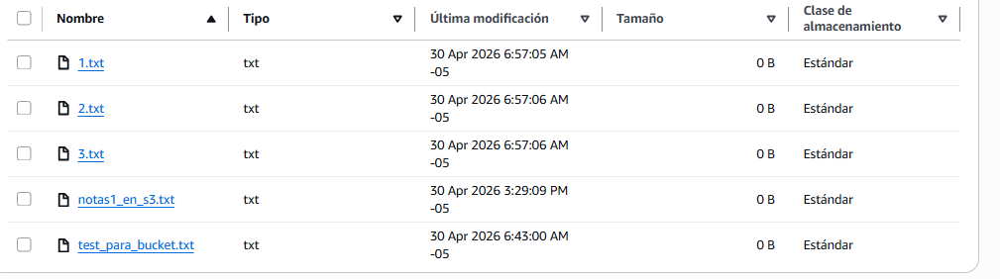 Nombre Tipo Última modificación Tamaño Clase de almacenamiento
1.txt txt 30 Apr 2026 6:57:05 AM -05 0 B Estándar
2.txt txt 30 Apr 2026 6:57:06 AM -05 0 B Estándar
3.txt txt 30 Apr 2026 6:57:06 AM -05 0 B Estándar
notas1_en_s3.txt txt 30 Apr 2026 3:29:09 PM -05 0 B Estándar
test_para_bucket.txt txt 30 Apr 2026 6:43:00 AM -05 0 B Estándar